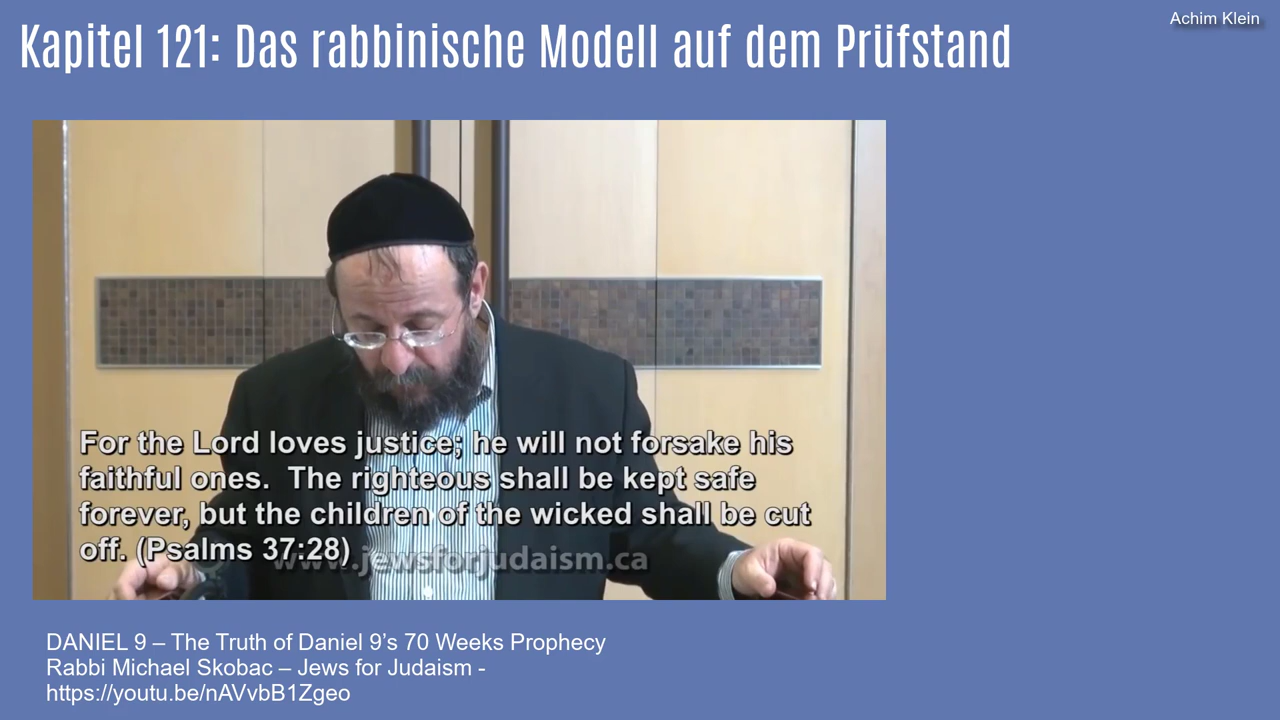 Achim Klein
Kapitel 121: Das rabbinische Modell auf dem Prüfstand
For the Lord loves justice; he will not forsake his
faithful ones. The righteous shall be kept safe
forever, but the children of the wicked shall be cut
off. (Psalms 37:28)
www.jewsforjudaism.ca
DANIEL 9 – The Truth of Daniel 9’s 70 Weeks Prophecy
Rabbi Michael Skobac – Jews for Judaism -
https://youtu.be/nAVvbB1Zgeo